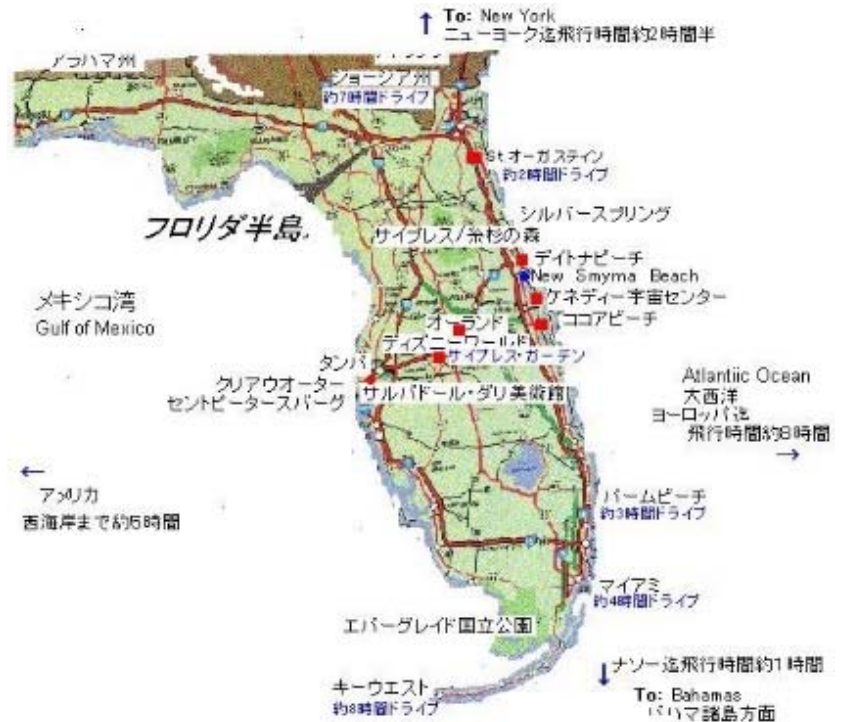 To: New York
ニューヨーク迄飛行時間約2時間半
アラハマ州
ジョージア州
約7時間ドライブ
St.オーガスティン
約2時間ドライブ
シルバースプリング
フロリダ半島.
サイプレス/糸杉の森
デイトナビーチ
New Smyrna Beach
メキシコ湾
Gulf of Mexico
ケネディー宇宙センター
ココアビーチ
オーランド
ディズニーワールド
サイプレス・ガーデン
タンパ
クリアウオーター
セントピータースバーグ
サルバドール・ダリ美術館
Atlantiic Ocean
大西洋
ヨーロッパ迄
飛行時間約8時間
アメリカ
西海岸まで約5時間
パームビーチ
約3時間ドライブ
マイアミ
約4時間ドライブ
エバーグレイド国立公園
ナソー迄飛行時間約1時間
キーウエスト
約8時間ドライブ
To: Bahamas
バハマ諸島方面